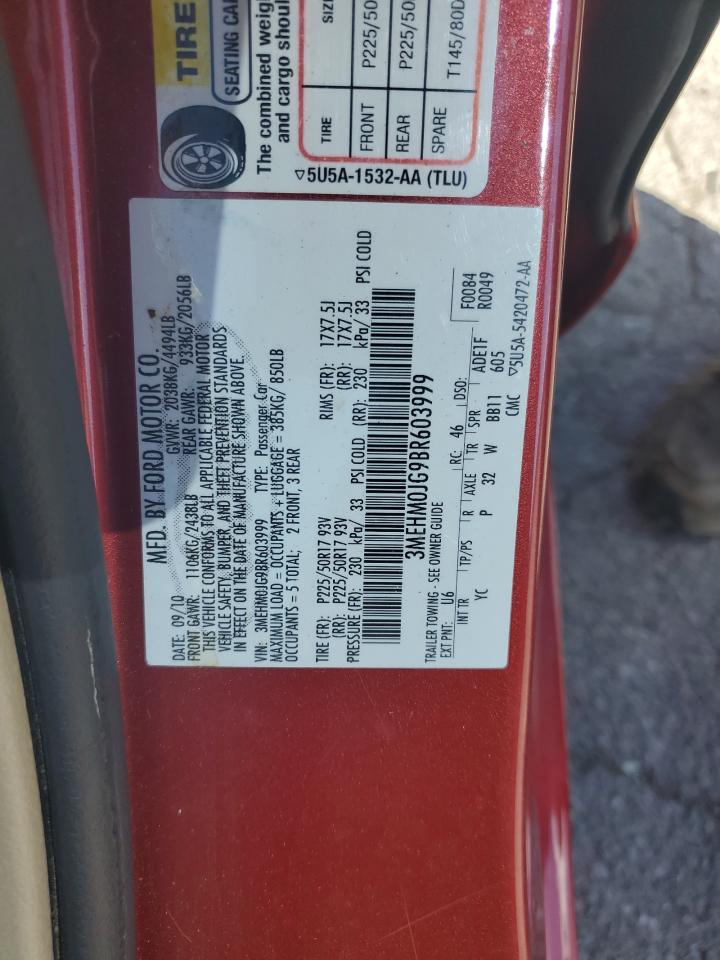 TIRE
SEATING CA
The combined weig
and cargo shou
TIRE SIZ
FRONT P225/50
REAR P225/50
SPARE T145/80D
▽5U5A-1532-AA (TLU)
MFD. BY FORD MOTOR CO.
DATE: 09/10 GVWR: 2038KG/4494LB
FRONT GAWR: 1106KG/2438LB REAR GAWR: 933KG/2056LB
THIS VEHICLE CONFORMS TO ALL APPLICABLE FEDERAL MOTOR
VEHICLE SAFETY, BUMPER, AND THEFT PREVENTION STANDARDS
IN EFFECT ON THE DATE OF MANUFACTURE SHOWN ABOVE.
VIN: 3MEHM0JG9BR603999 TYPE: Passenger Car
MAXIMUM LOAD = OCCUPANTS + LUGGAGE = 385KG/ 850LB
OCCUPANTS = 5 TOTAL; 2 FRONT, 3 REAR
TIRE (FR): P225/50R17 93V RIMS (FR): 17X7.5J
(RR): P225/50R17 93V (RR): 17X7.5J
PRESSURE (FR): 230 kPa/ 33 PSI COLD (RR): 230 kPa/ 33 PSI COLD
3MEHM0JG9BR603999
TRAILER TOWING - SEE OWNER GUIDE
EXT PNT: U6 RC: 46 DSO: F0084
R0049
INT TR TP/PS R AXLE TR SPR ADE1F
YC P 32 W BB11 605
CMC ▽5U5A-5420472-AA